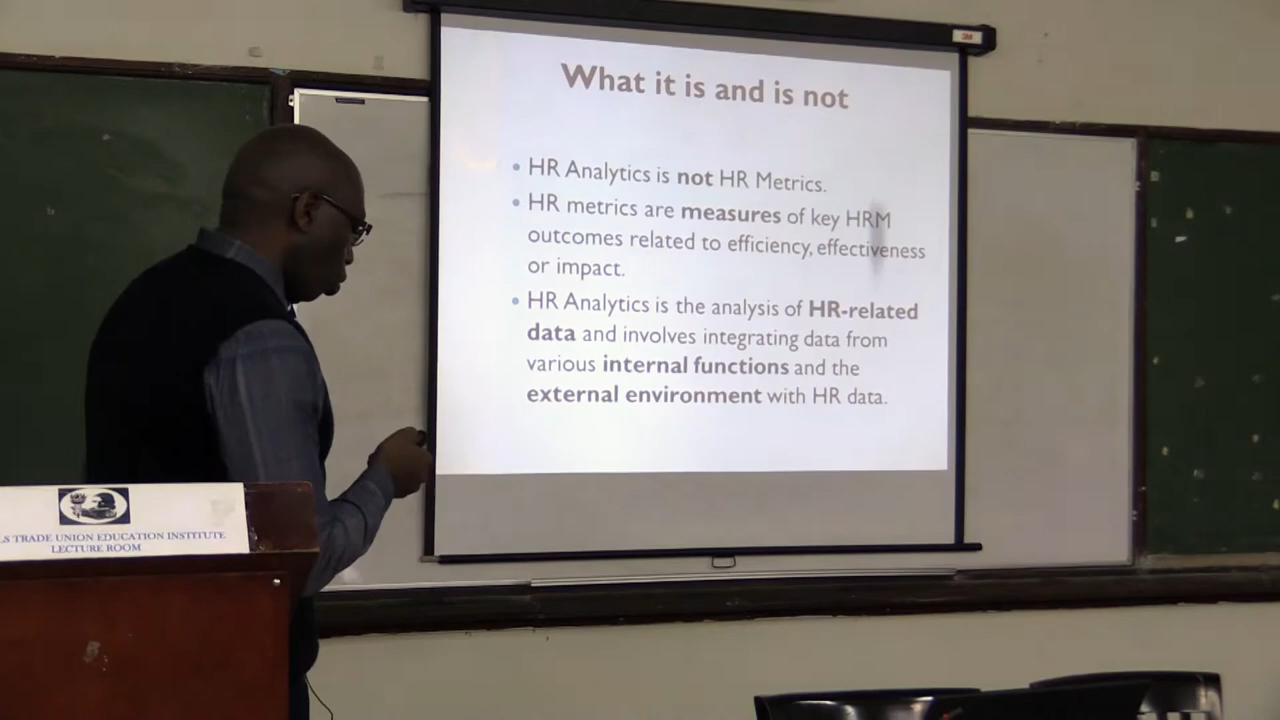 3M
What it is and is not
• HR Analytics is not HR Metrics.
• HR metrics are measures of key HRM
outcomes related to efficiency, effectiveness
or impact.
• HR Analytics is the analysis of HR-related
data and involves integrating data from
various internal functions and the
external environment with HR data.
LS TRADE UNION EDUCATION INSTITUTE
LECTURE ROOM